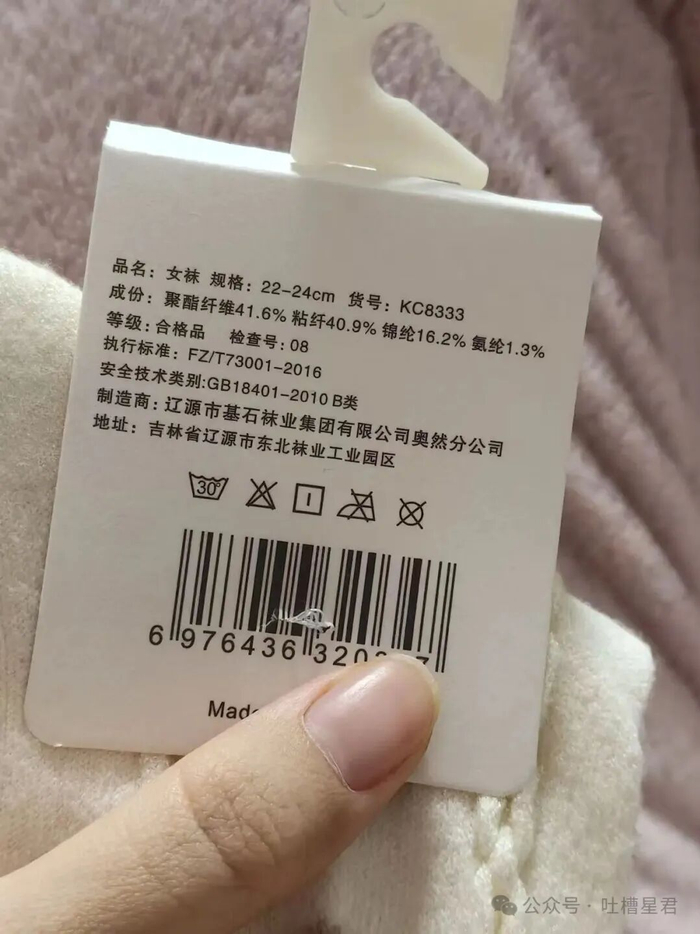 品名：女袜 规格：22-24cm 货号：KC8333
成份：聚酯纤维41.6% 粘纤40.9% 锦纶16.2% 氨纶1.3%
等级：合格品 检查号：08
执行标准：FZ/T73001-2016
安全技术类别:GB18401-2010 B类
制造商：辽源市基石袜业集团有限公司奥然分公司
地址：吉林省辽源市东北袜业工业园区
30°
6 976436 320
Made
公众号·吐槽星君